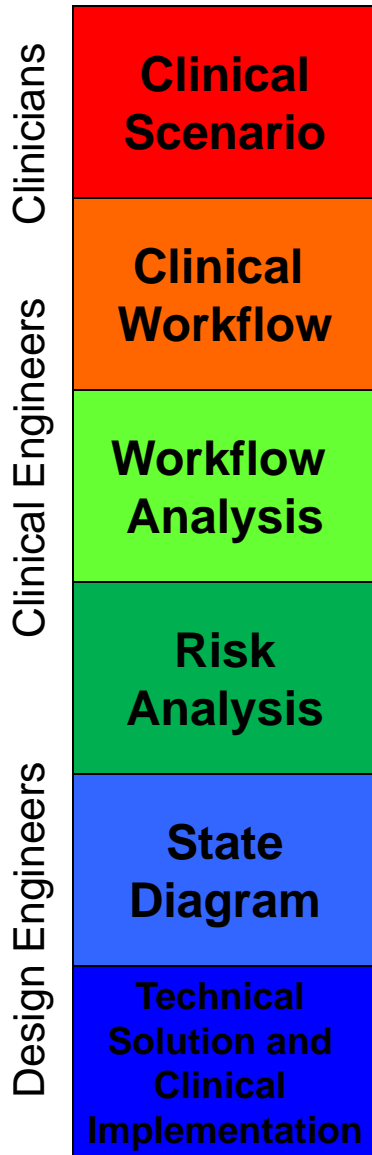 Clinicians
Clinical
Scenario
Clinical
Workflow
Clinical Engineers
Workflow
Analysis
Risk
Analysis
Design Engineers
State
Diagram
Technical
Solution and
Clinical
Implementation